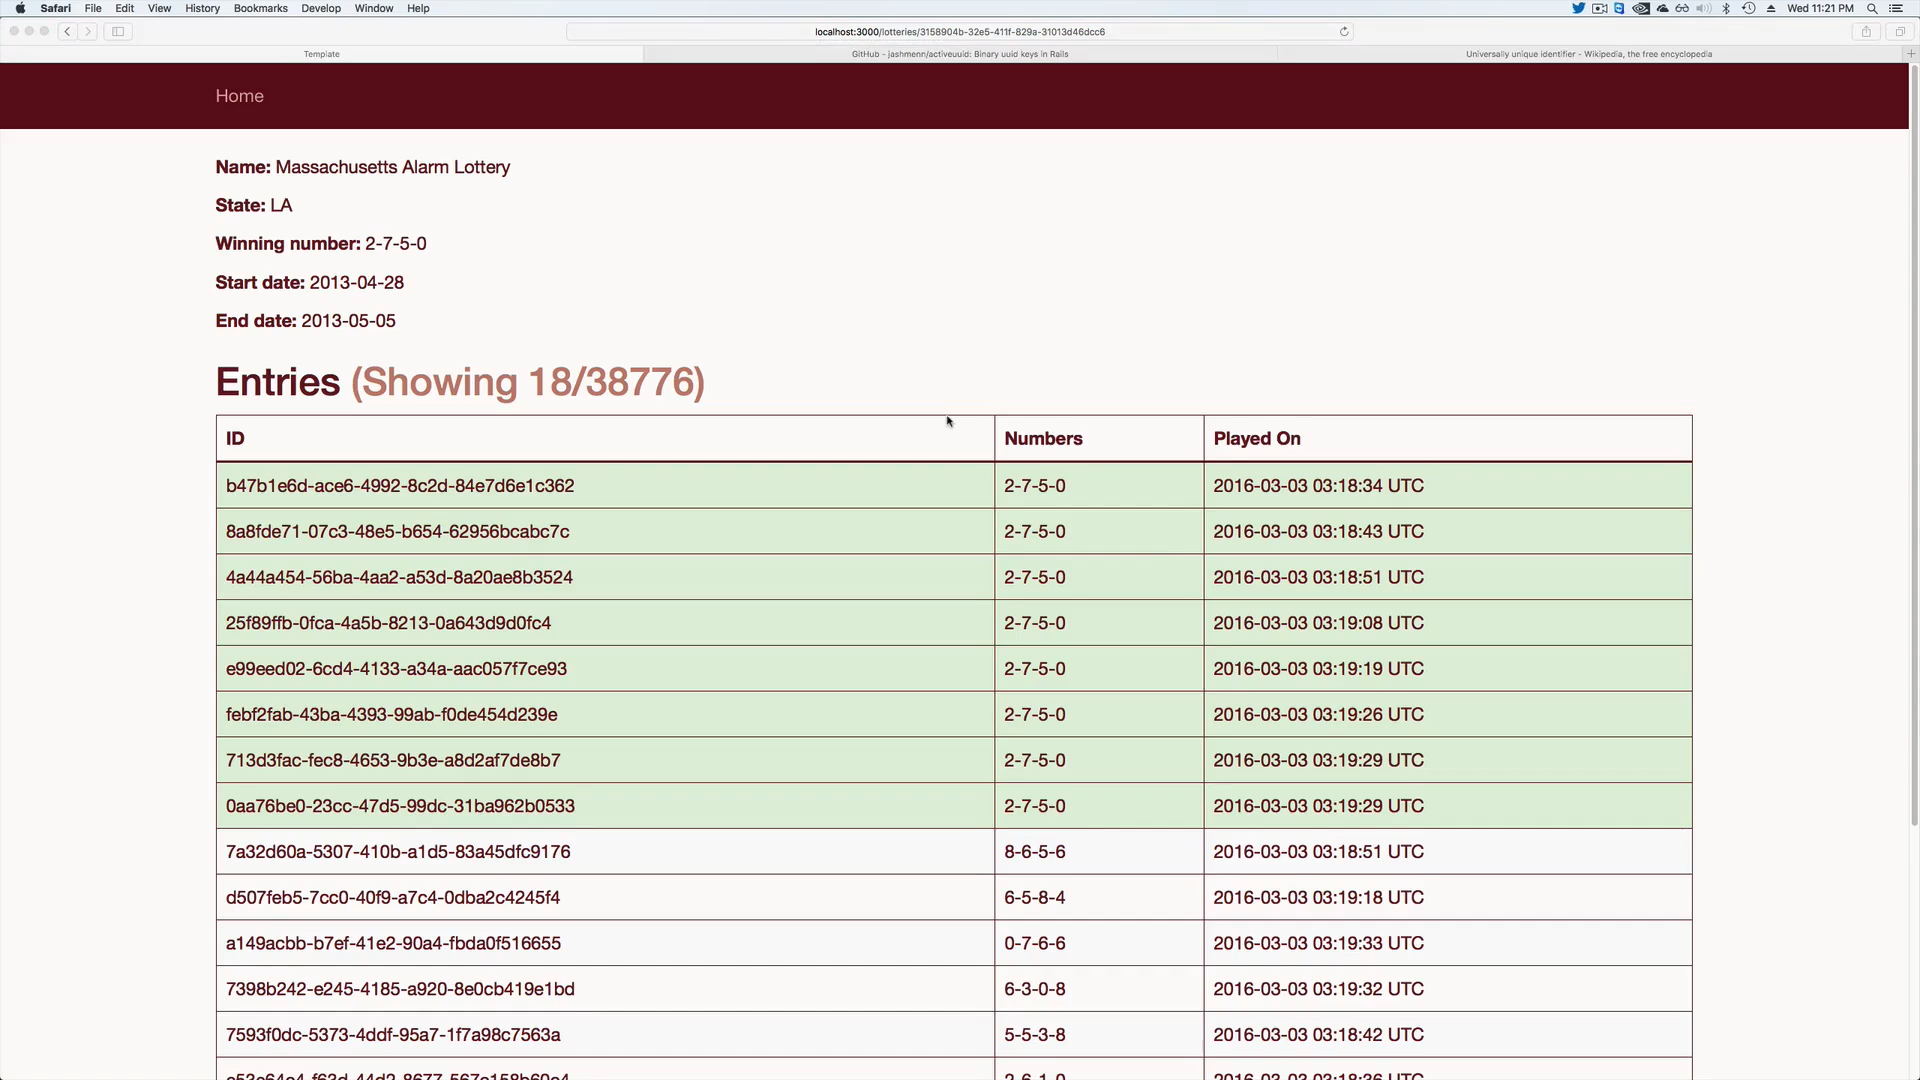 Safari File Edit View History Bookmarks Develop Window Help Wed 11:21 PM
localhost:3000/lotteries/3158904b-32e5-411f-829a-31013d46dcc6
Template GitHub - jashmenn/activeuuid: Binary uuid keys in Rails Universally unique identifier - Wikipedia, the free encyclopedia
Home
Name: Massachusetts Alarm Lottery
State: LA
Winning number: 2-7-5-0
Start date: 2013-04-28
End date: 2013-05-05
Entries (Showing 18/38776)
ID Numbers Played On
b47b1e6d-ace6-4992-8c2d-84e7d6e1c362 2-7-5-0 2016-03-03 03:18:34 UTC
8a8fde71-07c3-48e5-b654-62956bcabc7c 2-7-5-0 2016-03-03 03:18:43 UTC
4a44a454-56ba-4aa2-a53d-8a20ae8b3524 2-7-5-0 2016-03-03 03:18:51 UTC
25f89ffb-0fca-4a5b-8213-0a643d9d0fc4 2-7-5-0 2016-03-03 03:19:08 UTC
e99eed02-6cd4-4133-a34a-aac057f7ce93 2-7-5-0 2016-03-03 03:19:19 UTC
febf2fab-43ba-4393-99ab-f0de454d239e 2-7-5-0 2016-03-03 03:19:26 UTC
713d3fac-fec8-4653-9b3e-a8d2af7de8b7 2-7-5-0 2016-03-03 03:19:29 UTC
0aa76be0-23cc-47d5-99dc-31ba962b0533 2-7-5-0 2016-03-03 03:19:29 UTC
7a32d60a-5307-410b-a1d5-83a45dfc9176 8-6-5-6 2016-03-03 03:18:51 UTC
d507feb5-7cc0-40f9-a7c4-0dba2c4245f4 6-5-8-4 2016-03-03 03:19:18 UTC
a149acbb-b7ef-41e2-90a4-fbda0f516655 0-7-6-6 2016-03-03 03:19:33 UTC
7398b242-e245-4185-a920-8e0cb419e1bd 6-3-0-8 2016-03-03 03:19:32 UTC
7593f0dc-5373-4ddf-95a7-1f7a98c7563a 5-5-3-8 2016-03-03 03:18:42 UTC